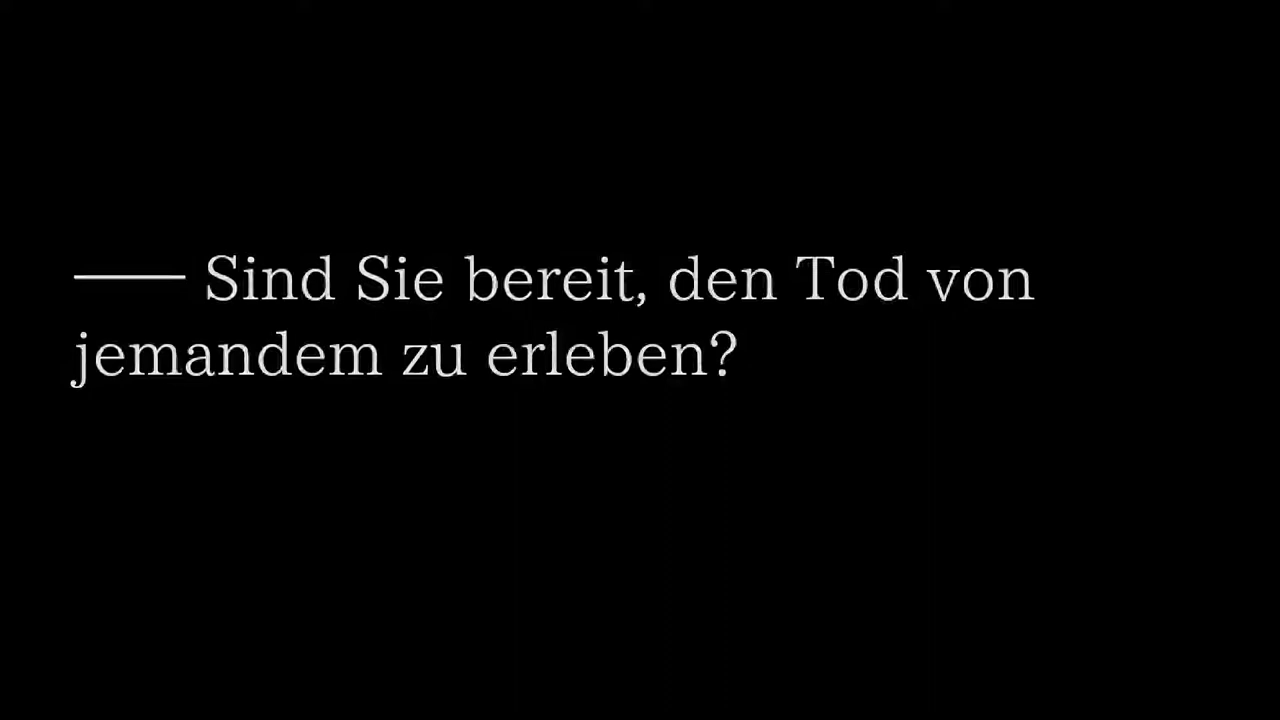 —— Sind Sie bereit, den Tod von
jemandem zu erleben?